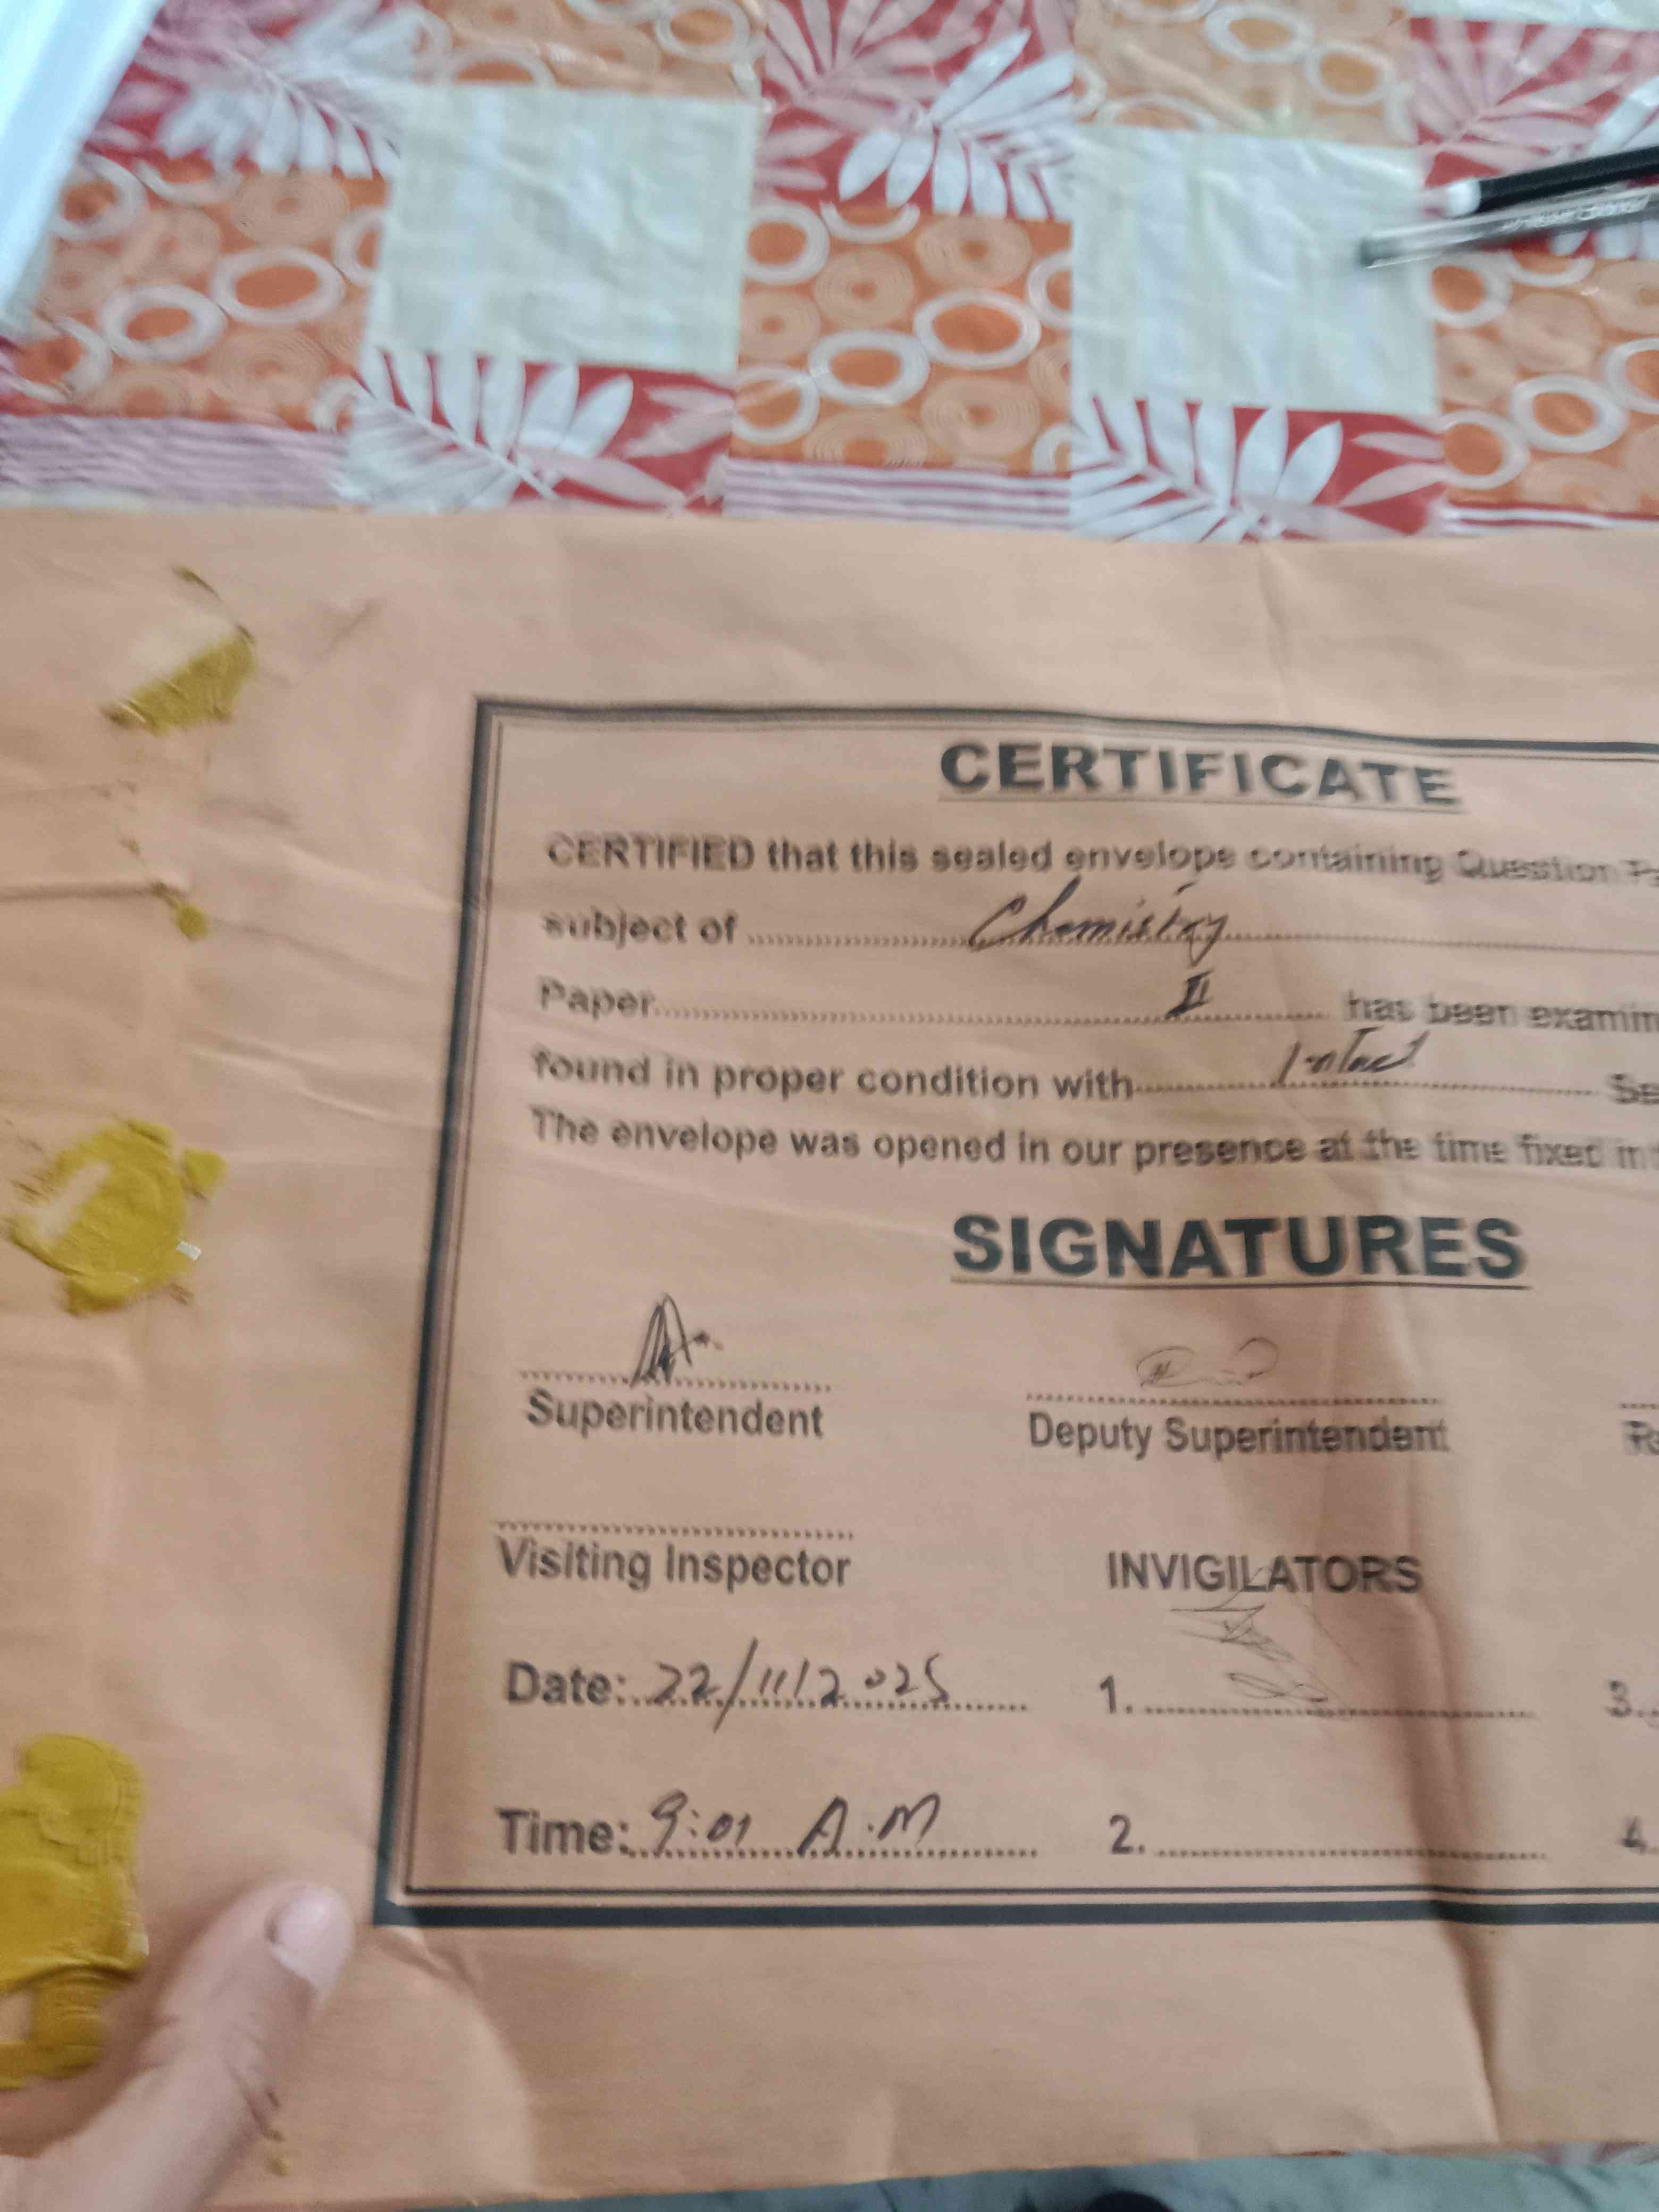 CERTIFICATE
CERTIFIED that this sealed envelope containing Question Pa
subject of Chemistry
Paper II has been examin
found in proper condition with Intact Se
The envelope was opened in our presence at the time fixed in
SIGNATURES
Superintendent Deputy Superintendent
Visiting Inspector INVIGILATORS
Date: 22/11/2025 1. 3.
Time: 9:01 A.M 2. 4.